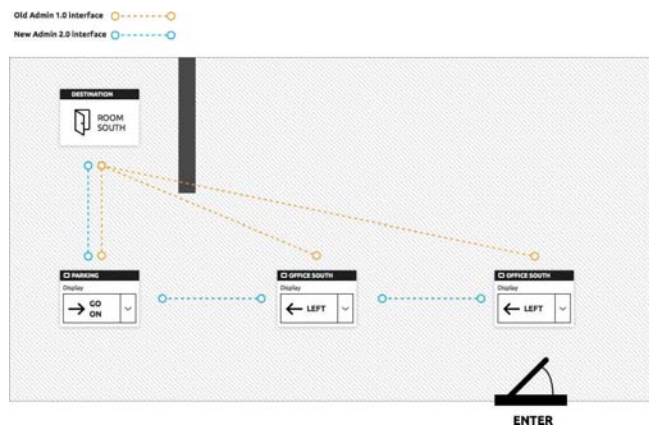 Old Admin 1.0 interface
New Admin 2.0 interface
DESTINATION
ROOM
SOUTH
PARKING
Display
GO
ON
OFFICE SOUTH
Display
LEFT
OFFICE SOUTH
Display
LEFT
ENTER